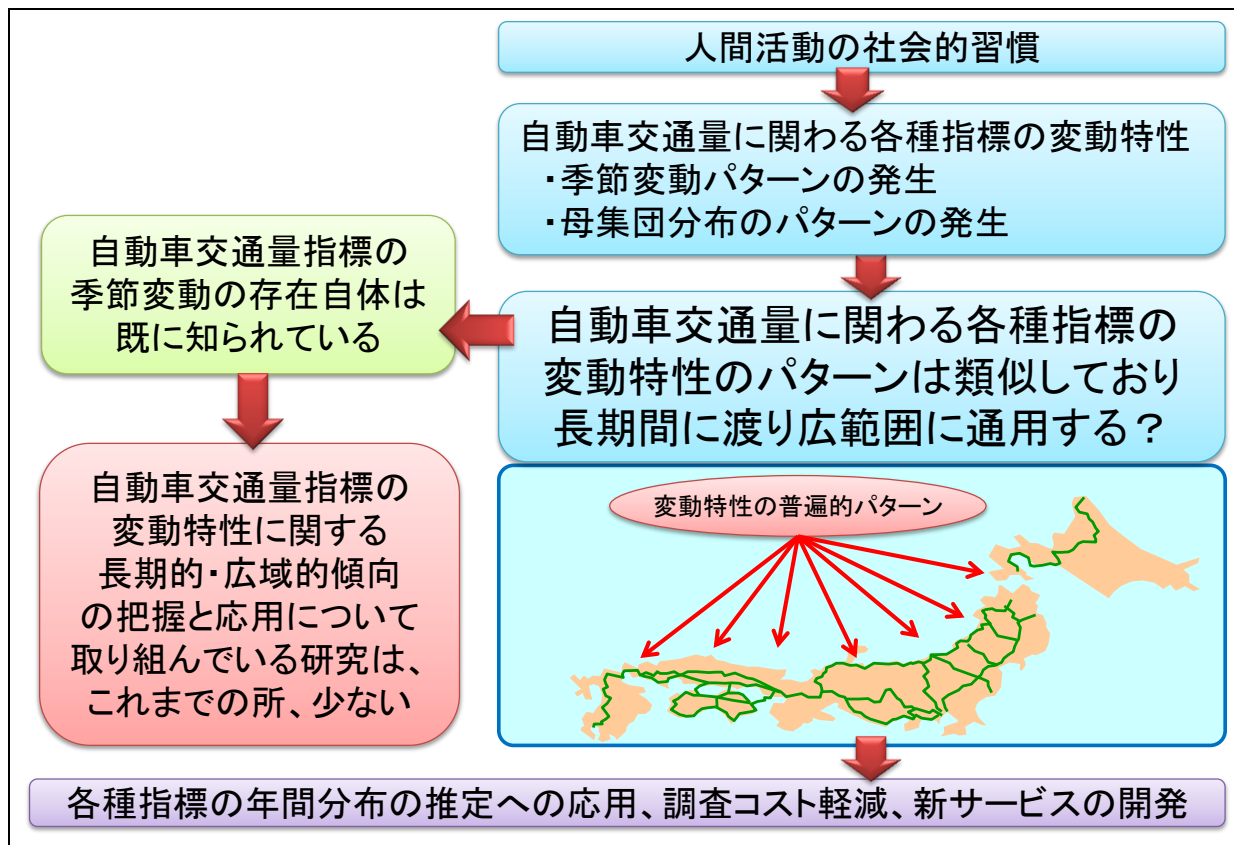 人間活動の社会的習慣
自動車交通量に関わる各種指標の変動特性
・季節変動パターンの発生
・母集団分布のパターンの発生
自動車交通量に関わる各種指標の
変動特性のパターンは類似しており
長期間に渡り広範囲に通用する？
自動車交通量指標の
季節変動の存在自体は
既に知られている
自動車交通量指標の
変動特性に関する
長期的・広域的傾向
の把握と応用について
取り組んでいる研究は、
これまでの所、少ない
変動特性の普遍的パターン
各種指標の年間分布の推定への応用、調査コスト軽減、新サービスの開発